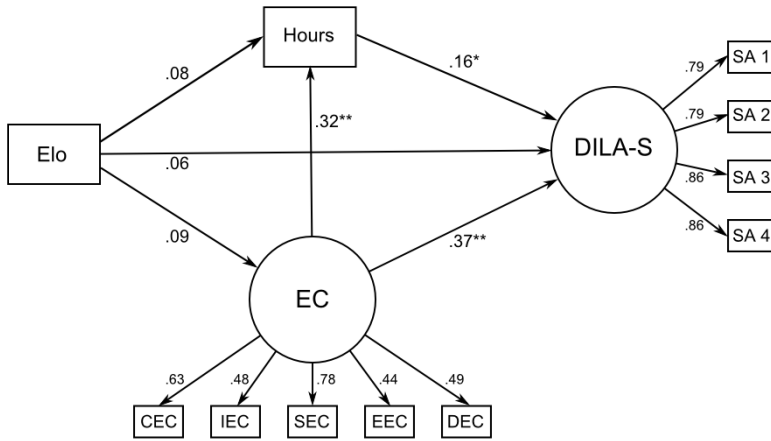 Hours
.08
.16*
.79
SA 1
.79
SA 2
.32**
Elo
.06
DILA-S
.86
SA 3
.86
SA 4
.09
.37**
EC
.63
.48
.78
.44
.49
CEC
IEC
SEC
EEC
DEC